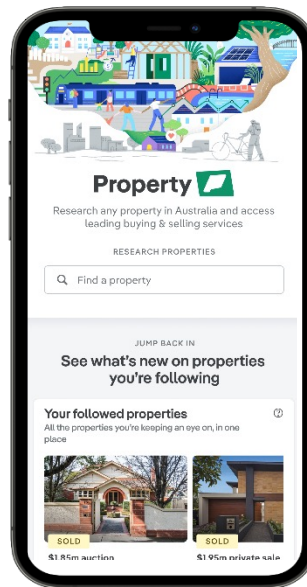 Property
Research any property in Australia and access
leading buying & selling services
RESEARCH PROPERTIES
Find a property
JUMP BACK IN
See what's new on properties
you're following
Your followed properties
All the properties you're keeping an eye on, in one
place
SOLD
SOLD
$1.85m auction
$1.95m private sale